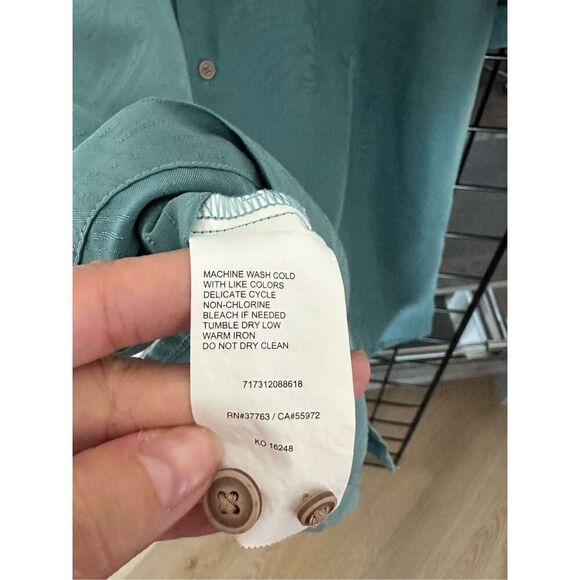 MACHINE WASH COLD
WITH LIKE COLORS
DELICATE CYCLE
NON-CHLORINE
BLEACH IF NEEDED
TUMBLE DRY LOW
WARM IRON
DO NOT DRY CLEAN
717312088618
RN#37763 / CA#55972
KO 16248